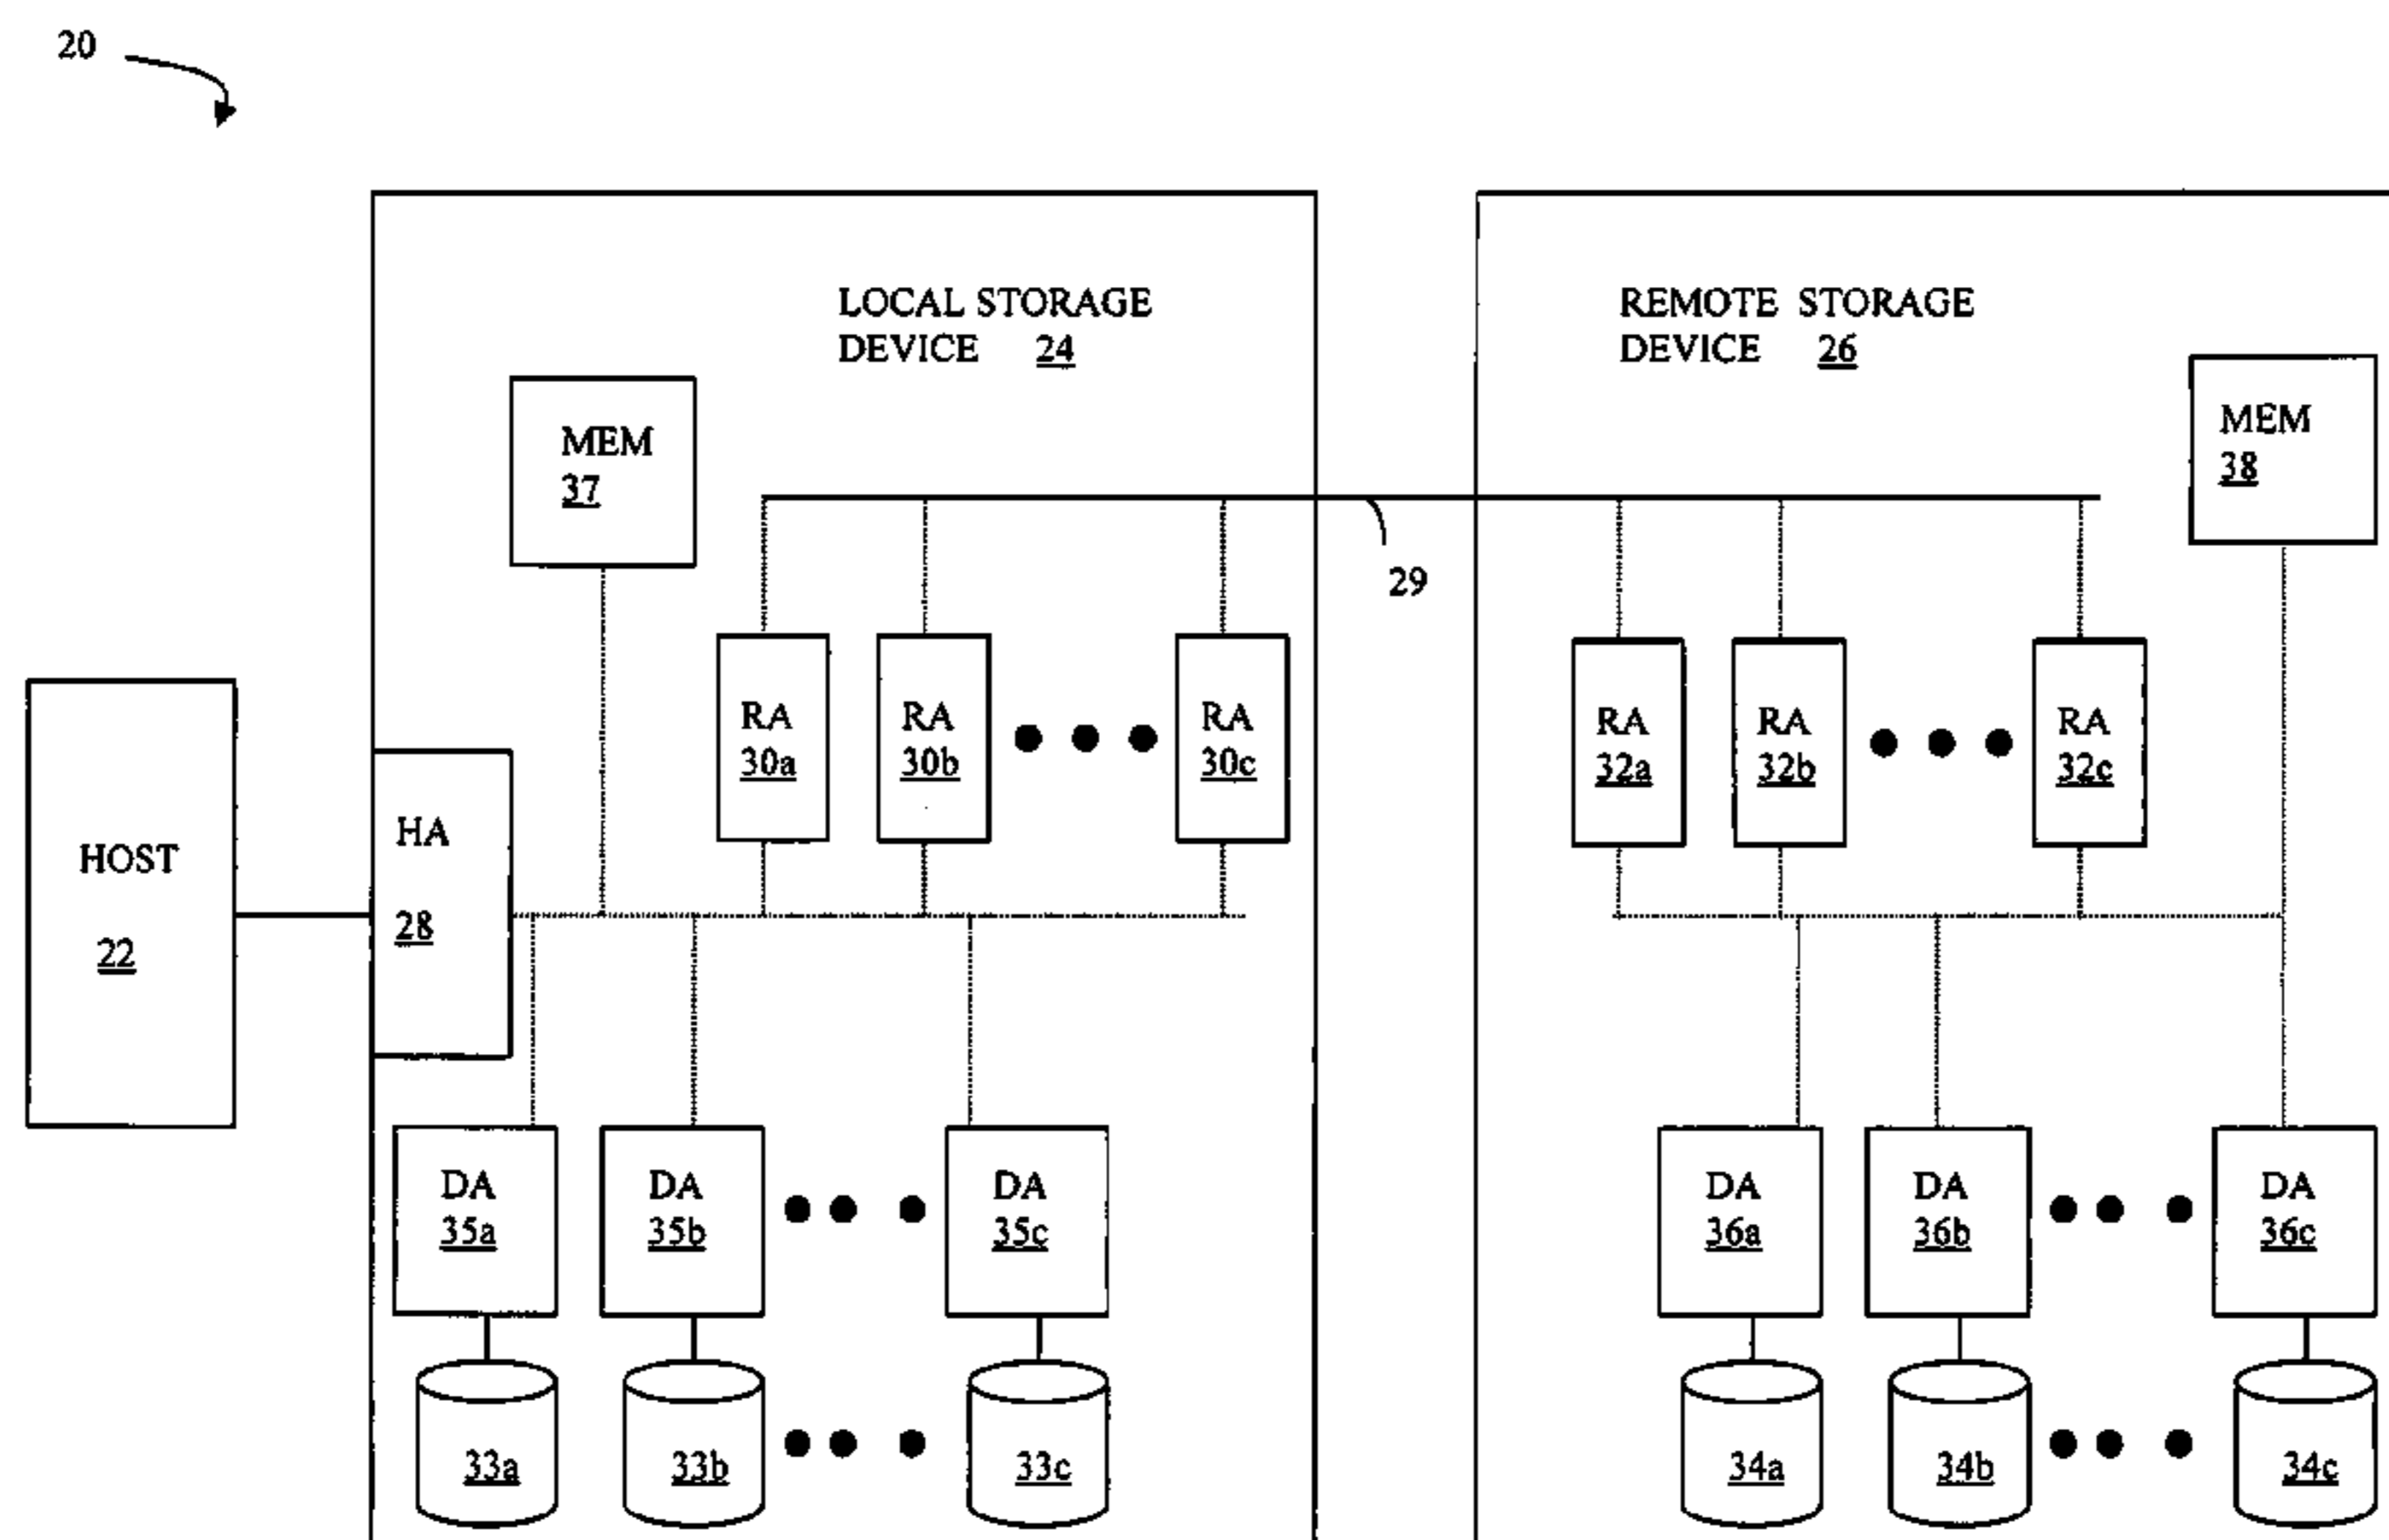 20
LOCAL STORAGE
DEVICE 24
REMOTE STORAGE
DEVICE 26
MEM
37
MEM
38
29
RA
30a
RA
30b
RA
30c
RA
32a
RA
32b
RA
32c
HOST
22
HA
28
DA
35a
DA
35b
DA
35c
DA
36a
DA
36b
DA
36c
33a
33b
33c
34a
34b
34c